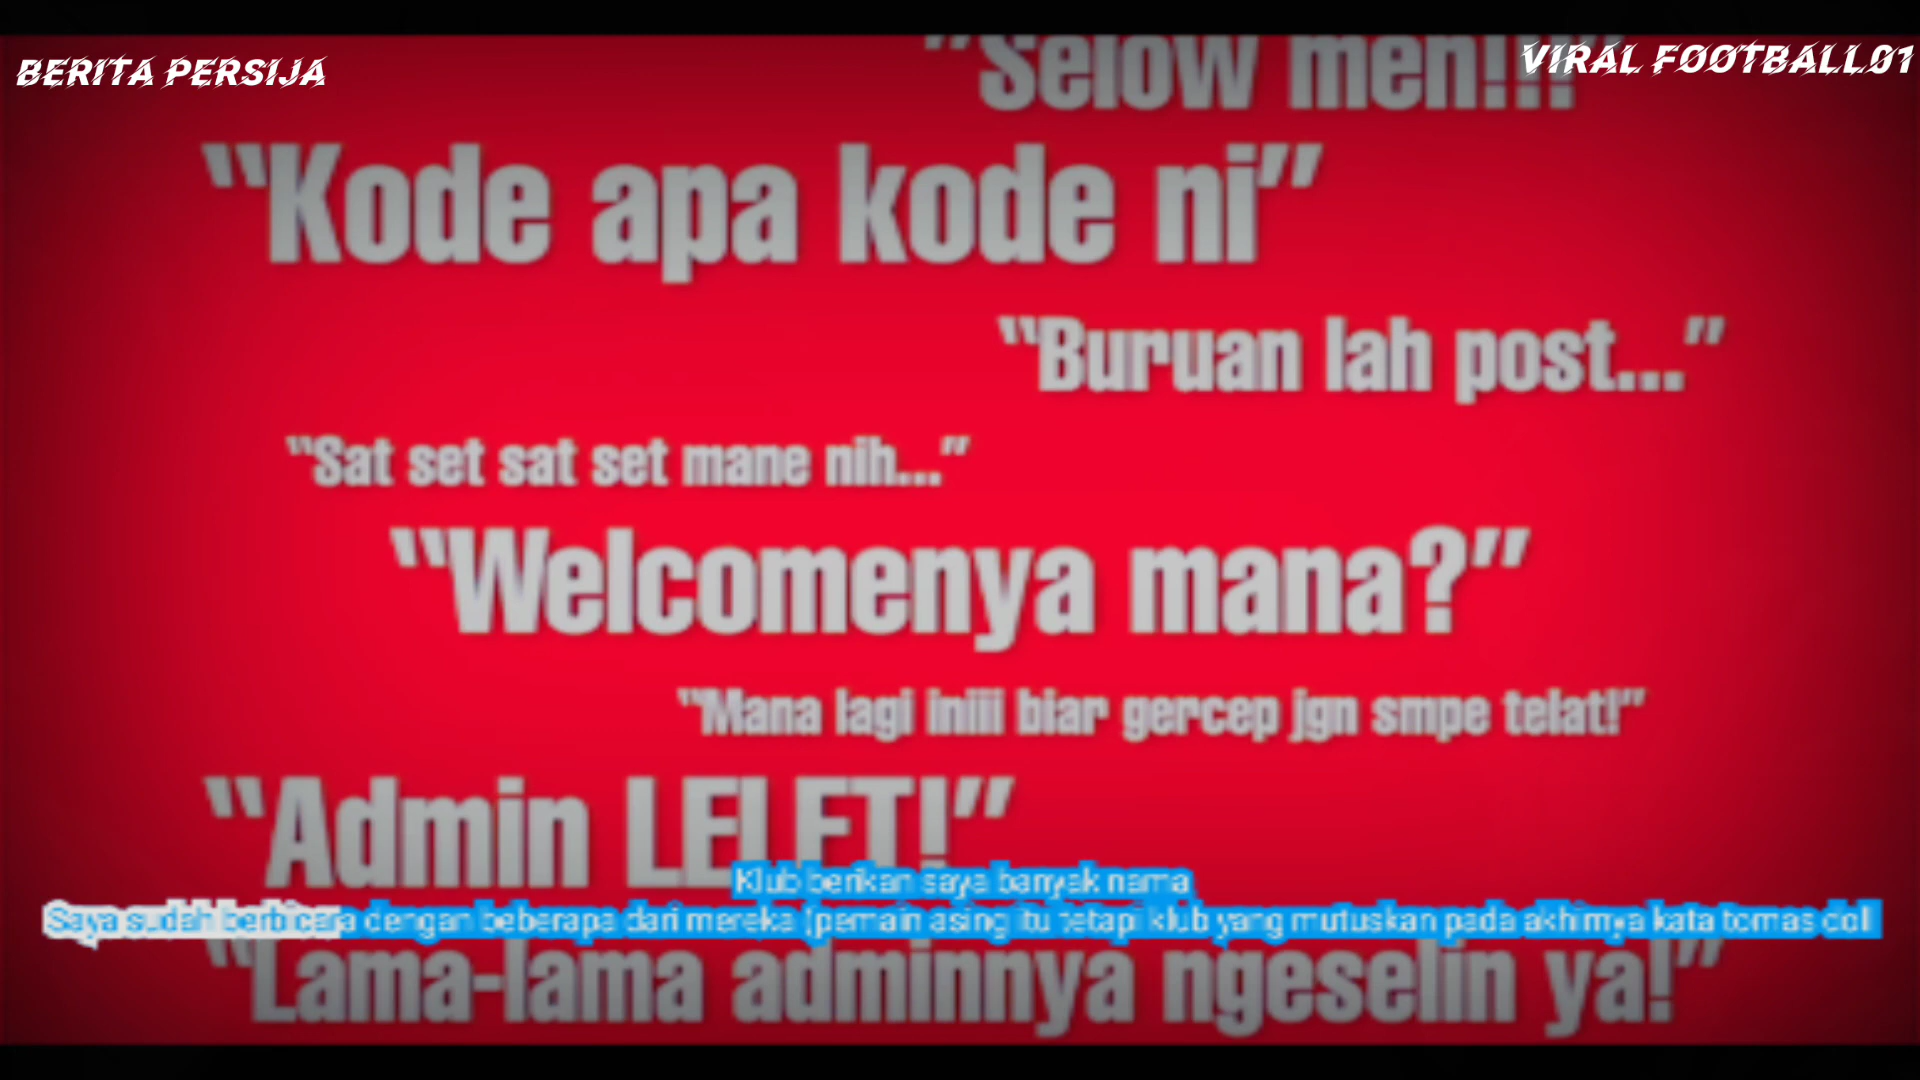 "Selow men!!!"
BERITA PERSIJA
VIRAL FOOTBALL01
"Kode apa kode ni"
"Buruan lah post..."
"Sat set sat set mane nih..."
"Welcomenya mana?"
"Mana lagi iniii biar gercep jgn smpe telat!"
"Admin LELET!"
Klub berikan saya banyak nama
Saya sudah berbicara dengan beberapa dari mereka (pemain asing itu tetapi klub yang mutuskan pada akhirnya kata tomas doll
"Lama-lama adminnya ngeselin ya!"